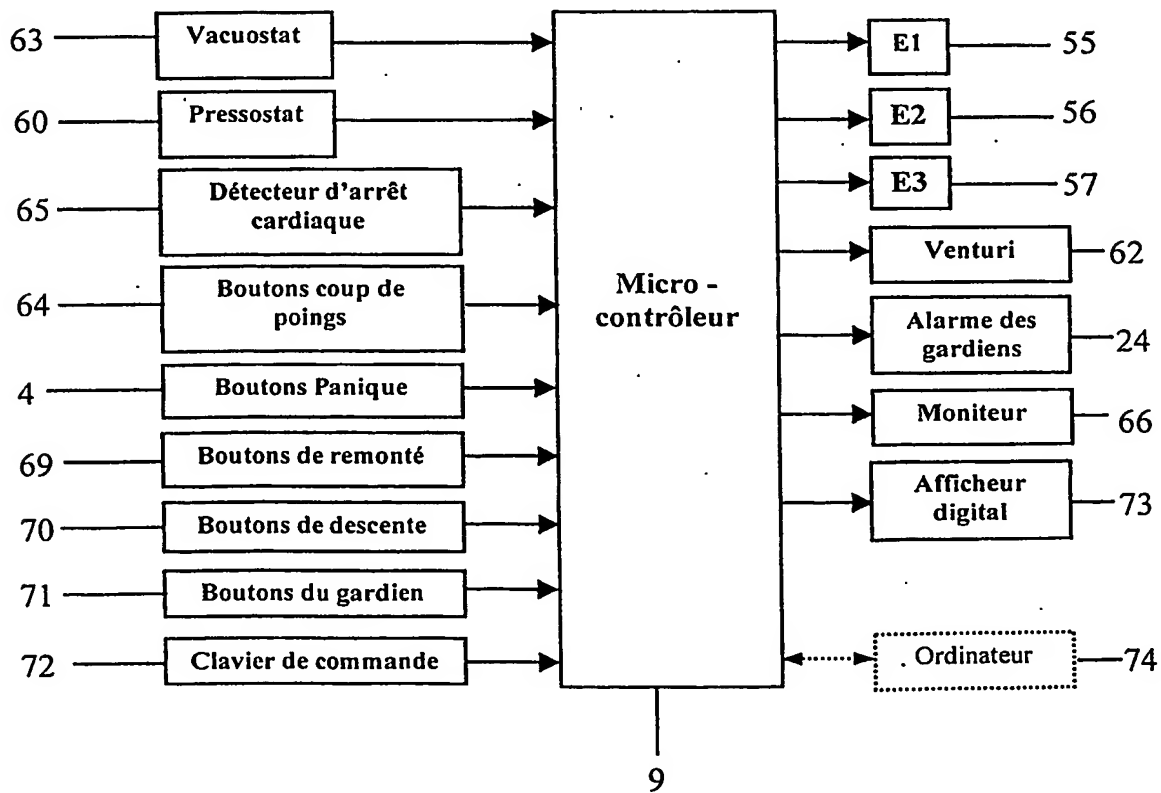 63 Vacuostat
60 Pressostat
65 Détecteur d'arrêt
cardiaque
64 Boutons coup de
poings
4 Boutons Panique
69 Boutons de remonté
70 Boutons de descente
71 Boutons du gardien
72 Clavier de commande
Micro -
contrôleur
9
E1 55
E2 56
E3 57
Venturi 62
Alarme des
gardiens 24
Moniteur 66
Afficheur
digital 73
Ordinateur 74